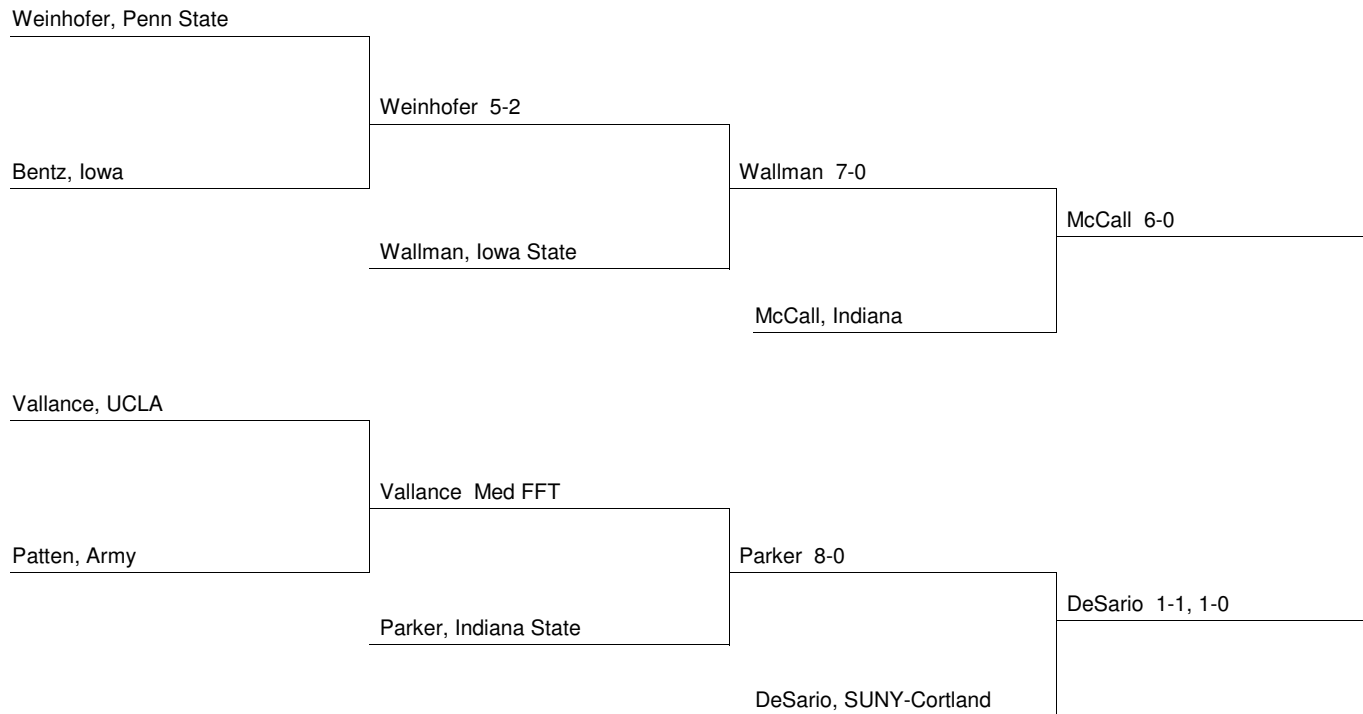 Weinhofer, Penn State
Weinhofer 5-2
Bentz, Iowa
Wallman 7-0
McCall 6-0
Wallman, Iowa State
McCall, Indiana
Vallance, UCLA
Vallance Med FFT
Patten, Army
Parker 8-0
DeSario 1-1, 1-0
Parker, Indiana State
DeSario, SUNY-Cortland